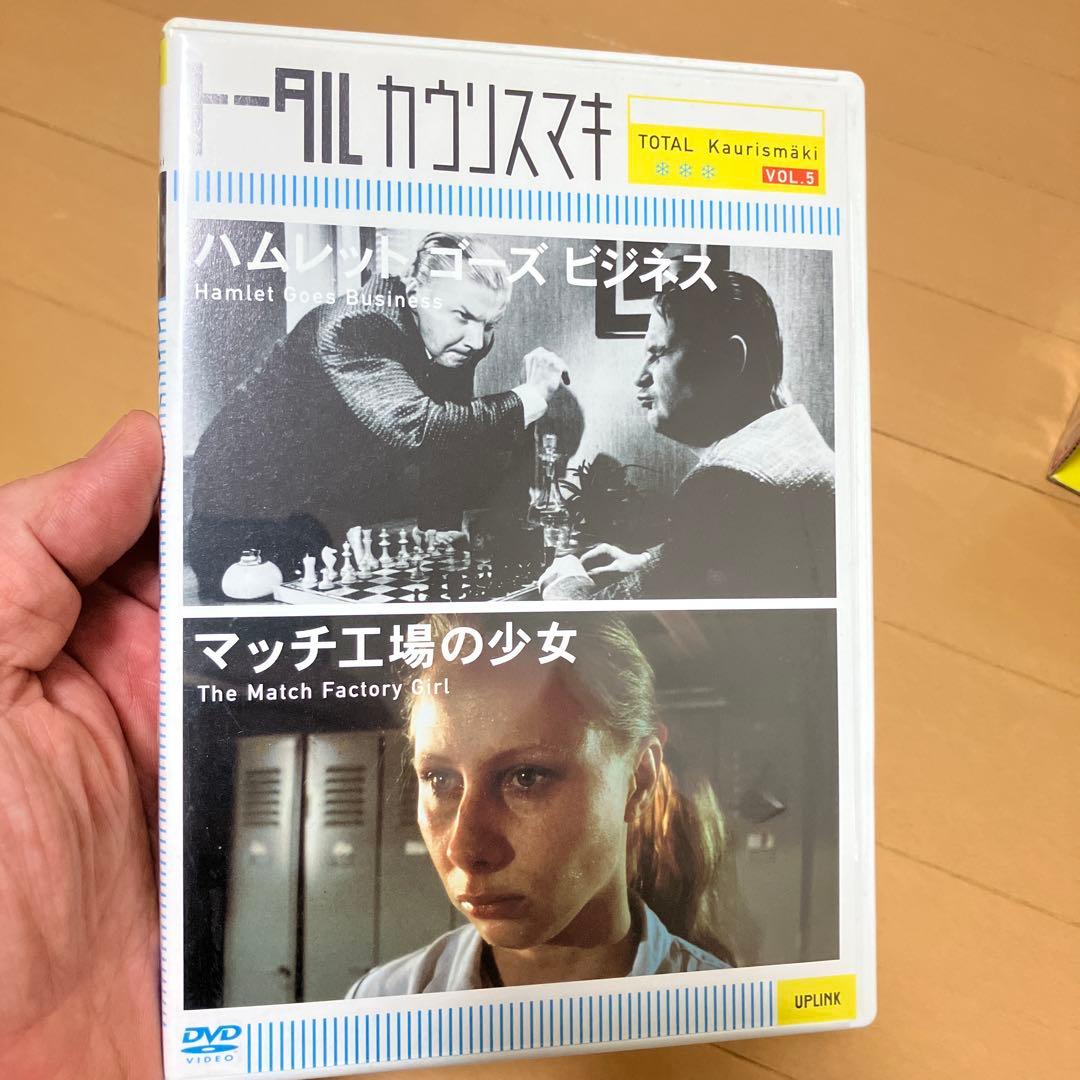 トータル カウリスマキ
TOTAL Kaurismäki
VOL.5
ハムレット ゴーズ ビジネス
Hamlet Goes Business
マッチ工場の少女
The Match Factory Girl
UPLINK
DVD
VIDEO